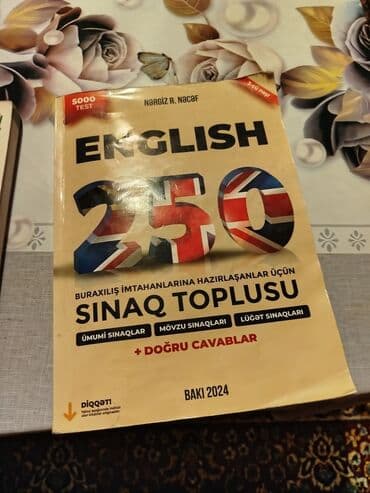 5000
TEST
NƏRGİZ R. NƏCƏF
ENGLISH
250
BURAXILIŞ İMTAHANLARINA HAZIRLAŞANLAR ÜÇÜN
SINAQ TOPLUSU
ÜMUMİ SINAQLAR MÖVZU SINAQLARI LÜĞƏT SINAQLARI
+ DOĞRU CAVABLAR
DİQQƏT!
BAKI 2024